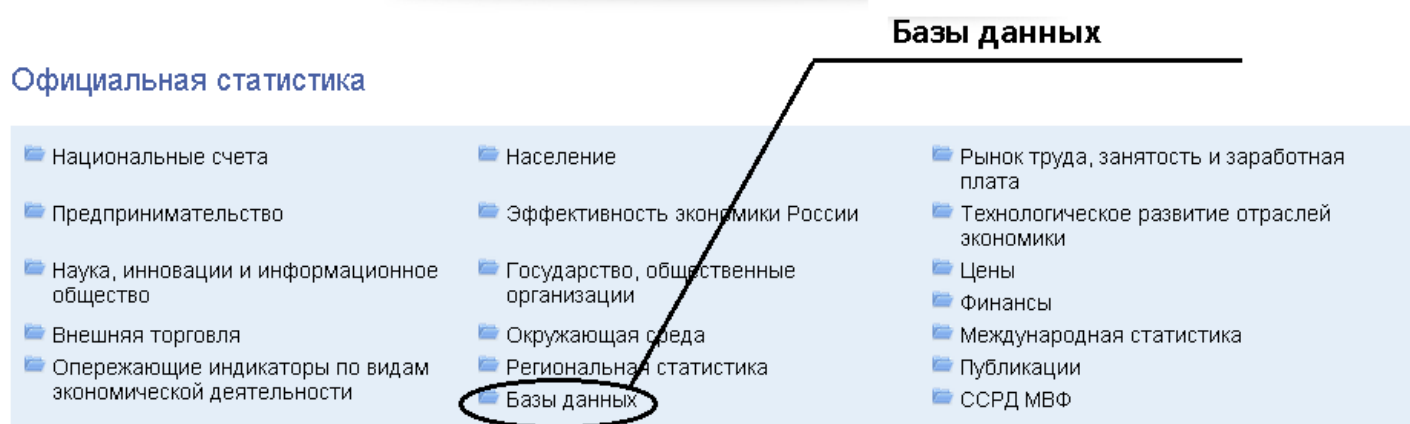 Базы данных
Официальная статистика
Национальные счета
Население
Рынок труда, занятость и заработная
плата
Предпринимательство
Эффективность экономики России
Технологическое развитие отраслей
экономики
Наука, инновации и информационное
общество
Государство, общественные
организации
Цены
Финансы
Внешняя торговля
Окружающая среда
Международная статистика
Опережающие индикаторы по видам
экономической деятельности
Региональная статистика
Публикации
Базы данных
ССРД МВФ